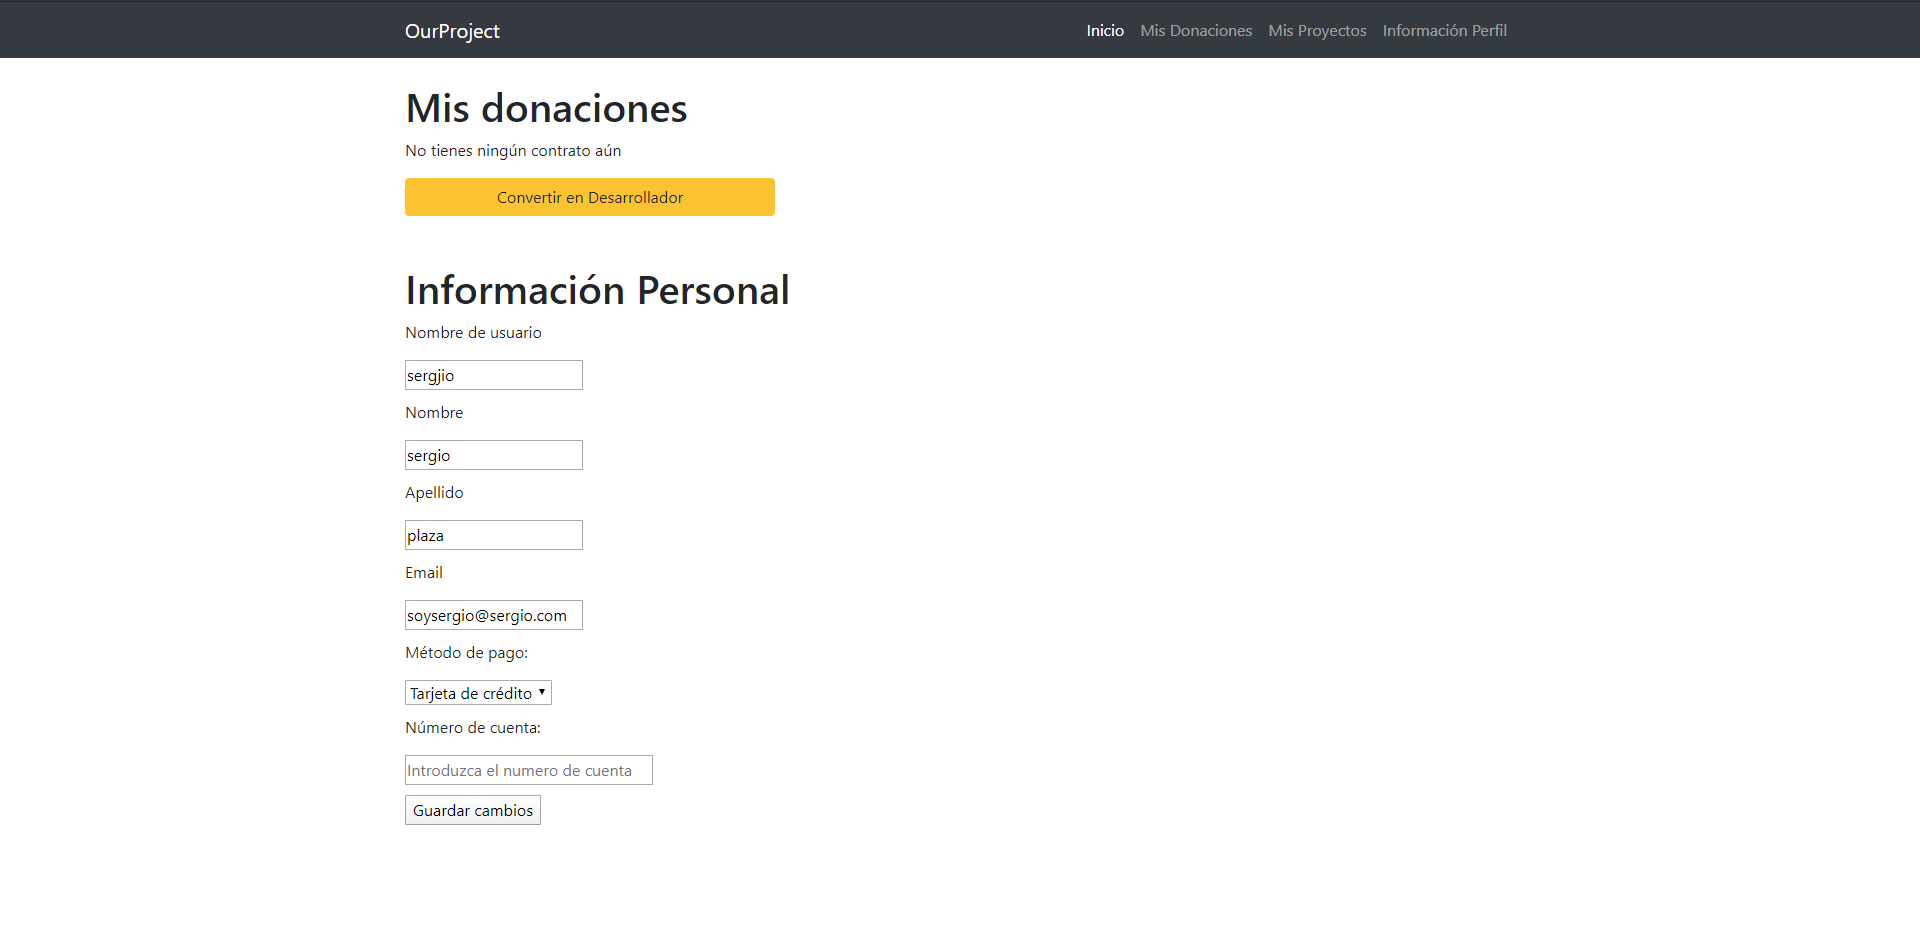 OurProject Inicio Mis Donaciones Mis Proyectos Información Perfil
Mis donaciones
No tienes ningún contrato aún
Convertir en Desarrollador
Información Personal
Nombre de usuario
sergjio
Nombre
sergio
Apellido
plaza
Email
soysergio@sergio.com
Método de pago:
Tarjeta de crédito
Número de cuenta:
Introduzca el numero de cuenta
Guardar cambios